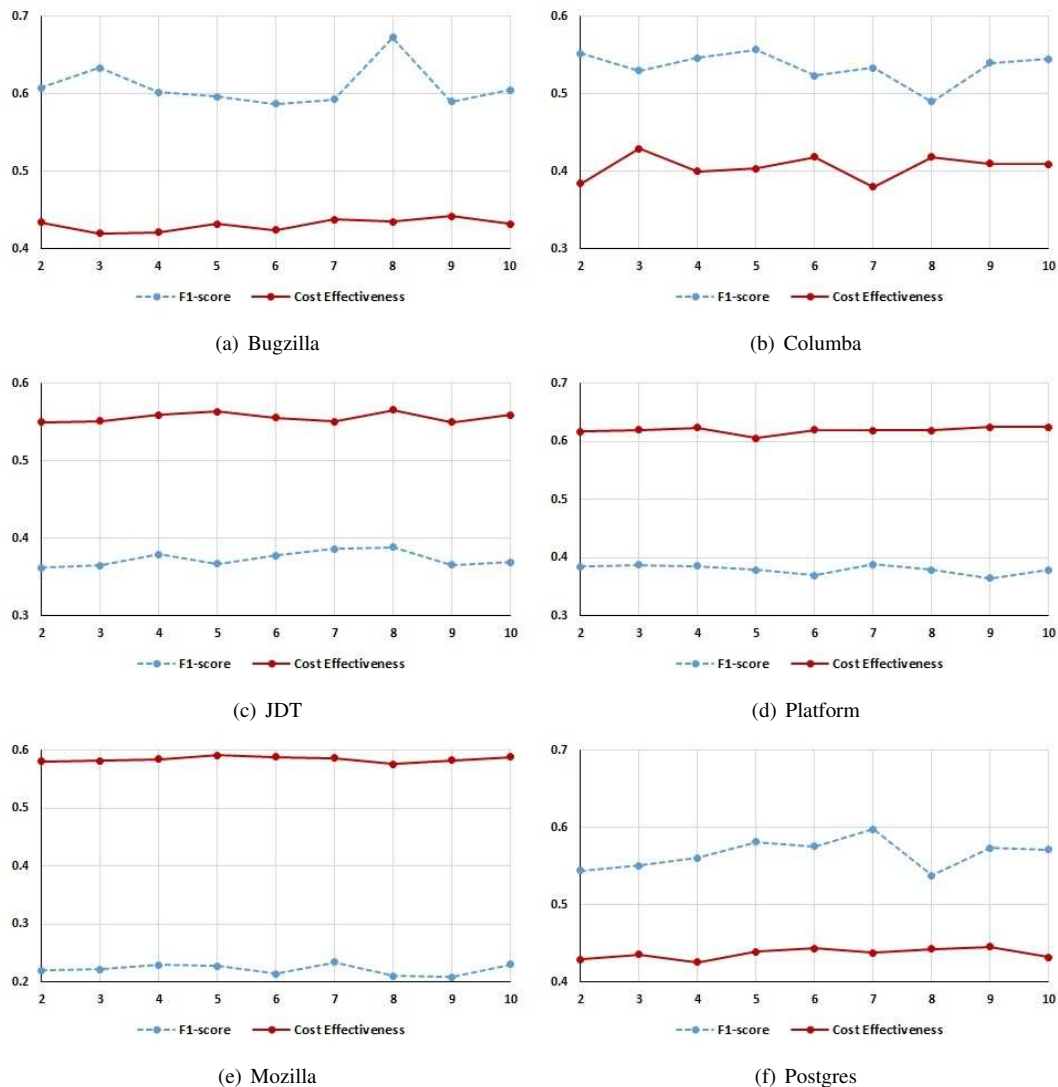 0.7
0.6
0.5
0.4
2 3 4 5 6 7 8 9 10
F1-score Cost Effectiveness
(a) Bugzilla
0.6
0.5
0.4
0.3
2 3 4 5 6 7 8 9 10
F1-score Cost Effectiveness
(b) Columba
0.6
0.5
0.4
0.3
2 3 4 5 6 7 8 9 10
F1-score Cost Effectiveness
(c) JDT
0.7
0.6
0.5
0.4
0.3
2 3 4 5 6 7 8 9 10
F1-score Cost Effectiveness
(d) Platform
0.6
0.5
0.4
0.3
0.2
2 3 4 5 6 7 8 9 10
F1-score Cost Effectiveness
(e) Mozilla
0.7
0.6
0.5
0.4
2 3 4 5 6 7 8 9 10
F1-score Cost Effectiveness
(f) Postgres